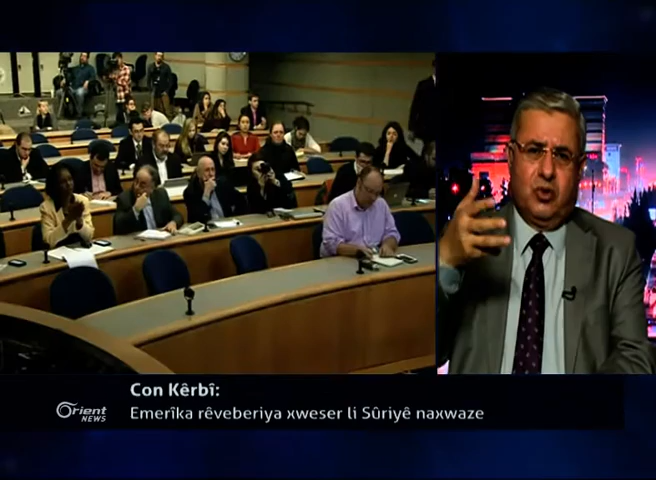 Con Kêrbî:
Emerîka rêveberiya xweser li Sûriyê naxwaze
Orient
NEWS